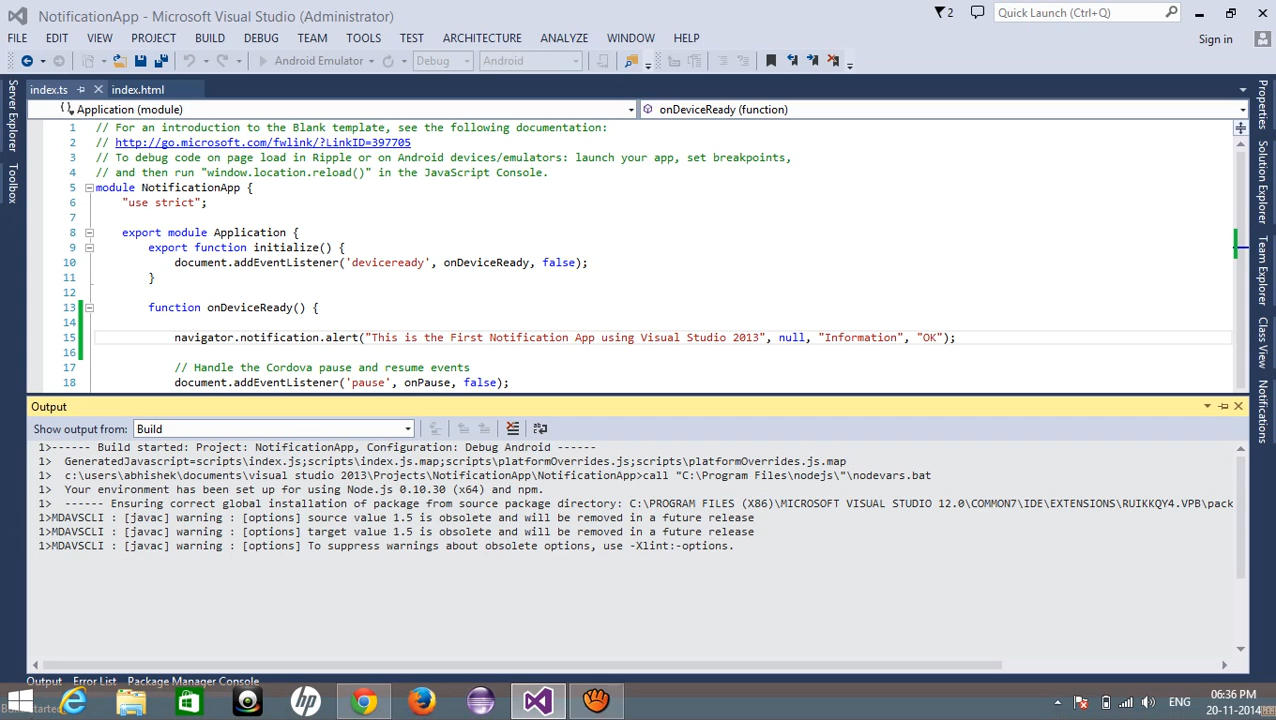 NotificationApp - Microsoft Visual Studio (Administrator)
2
Quick Launch (Ctrl+Q)
FILE EDIT VIEW PROJECT BUILD DEBUG TEAM TOOLS TEST ARCHITECTURE ANALYZE WINDOW HELP
Sign in
Android Emulator Debug Android
index.ts index.html
Application (module) onDeviceReady (function)
1 // For an introduction to the Blank template, see the following documentation:
2 // http://go.microsoft.com/fwlink/?LinkID=397705
3 // To debug code on page load in Ripple or on Android devices/emulators: launch your app, set breakpoints,
4 // and then run "window.location.reload()" in the JavaScript Console.
5 module NotificationApp {
6 "use strict";
7
8 export module Application {
9 export function initialize() {
10 document.addEventListener('deviceready', onDeviceReady, false);
11 }
12
13 function onDeviceReady() {
14
15 navigator.notification.alert("This is the First Notification App using Visual Studio 2013", null, "Information", "OK");
16
17 // Handle the Cordova pause and resume events
18 document.addEventListener('pause', onPause, false);
Server Explorer
Toolbox
Properties
Solution Explorer
Team Explorer
Class View
Notifications
Output
Show output from: Build
1>------ Build started: Project: NotificationApp, Configuration: Debug Android ------
1> GeneratedJavascript=scripts\index.js;scripts\index.js.map;scripts\platformOverrides.js;scripts\platformOverrides.js.map
1> c:\users\abhishek\documents\visual studio 2013\Projects\NotificationApp\NotificationApp>call "C:\Program Files\nodejs\"\nodevars.bat
1> Your environment has been set up for using Node.js 0.10.30 (x64) and npm.
1> ------ Ensuring correct global installation of package from source package directory: C:\PROGRAM FILES (X86)\MICROSOFT VISUAL STUDIO 12.0\COMMON7\IDE\EXTENSIONS\RUIKKQY4.VPB\pack
1>MDAVSCLI : [javac] warning : [options] source value 1.5 is obsolete and will be removed in a future release
1>MDAVSCLI : [javac] warning : [options] target value 1.5 is obsolete and will be removed in a future release
1>MDAVSCLI : [javac] warning : [options] To suppress warnings about obsolete options, use -Xlint:-options.
Output Error List Package Manager Console
Build started
hp
ENG
06:36 PM
20-11-2014